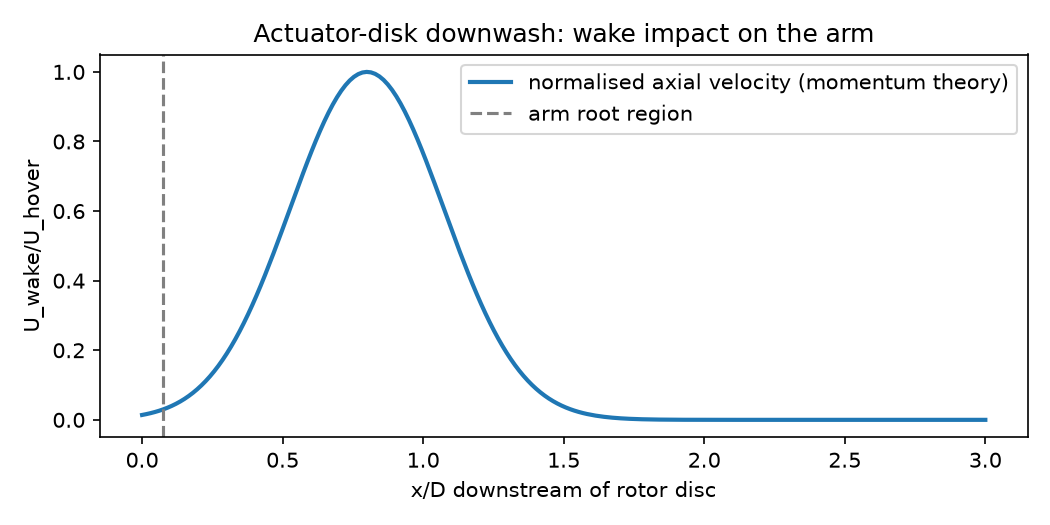 Actuator-disk downwash: wake impact on the arm
normalised axial velocity (momentum theory)
arm root region
U_wake/U_hover
1.0
0.8
0.6
0.4
0.2
0.0
0.0 0.5 1.0 1.5 2.0 2.5 3.0
x/D downstream of rotor disc